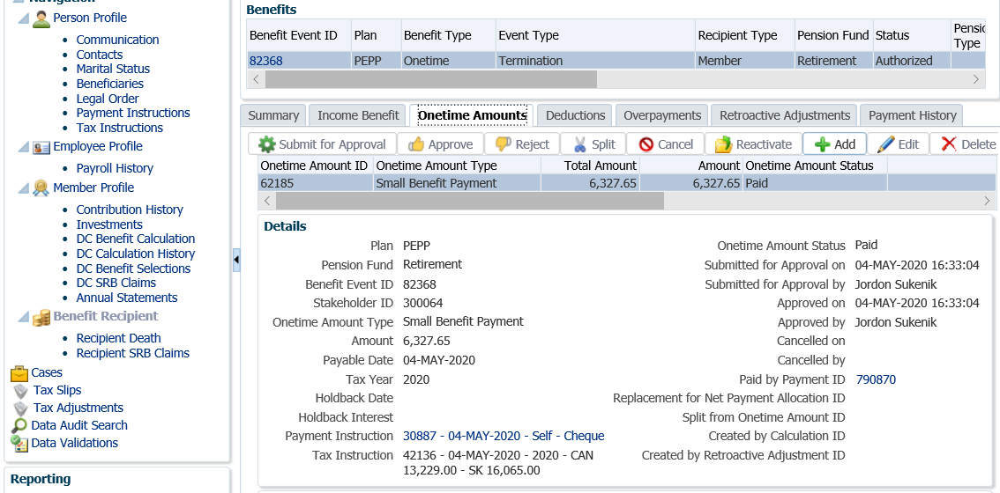 Navigation
Person Profile
Communication
Contacts
Marital Status
Beneficiaries
Legal Order
Payment Instructions
Tax Instructions
Employee Profile
Payroll History
Member Profile
Contribution History
Investments
DC Benefit Calculation
DC Calculation History
DC Benefit Selections
DC SRB Claims
Annual Statements
Benefit Recipient
Recipient Death
Recipient SRB Claims
Cases
Tax Slips
Tax Adjustments
Data Audit Search
Data Validations
Reporting
Benefits
Benefit Event ID Plan Benefit Type Event Type Recipient Type Pension Fund Status Type
82368 PEPP Onetime Termination Member Retirement Authorized
Summary Income Benefit Onetime Amounts Deductions Overpayments Retroactive Adjustments Payment History
Submit for Approval Approve Reject Split Cancel Reactivate Add Edit Delete
Onetime Amount ID Onetime Amount Type Total Amount Amount Onetime Amount Status
62185 Small Benefit Payment 6,327.65 6,327.65 Paid
Details
Plan PEPP Onetime Amount Status Paid
Pension Fund Retirement Submitted for Approval on 04-MAY-2020 16:33:04
Benefit Event ID 82368 Submitted for Approval by Jordon Sukenik
Stakeholder ID 300064 Approved on 04-MAY-2020 16:33:04
Onetime Amount Type Small Benefit Payment Approved by Jordon Sukenik
Amount 6,327.65 Cancelled on
Payable Date 04-MAY-2020 Cancelled by
Tax Year 2020 Paid by Payment ID 790870
Holdback Date Replacement for Net Payment Allocation ID
Holdback Interest Split from Onetime Amount ID
Payment Instruction 30887 - 04-MAY-2020 - Self - Cheque Created by Calculation ID
Tax Instruction 42136 - 04-MAY-2020 - 2020 - CAN Created by Retroactive Adjustment ID
13,229.00 - SK 16,065.00